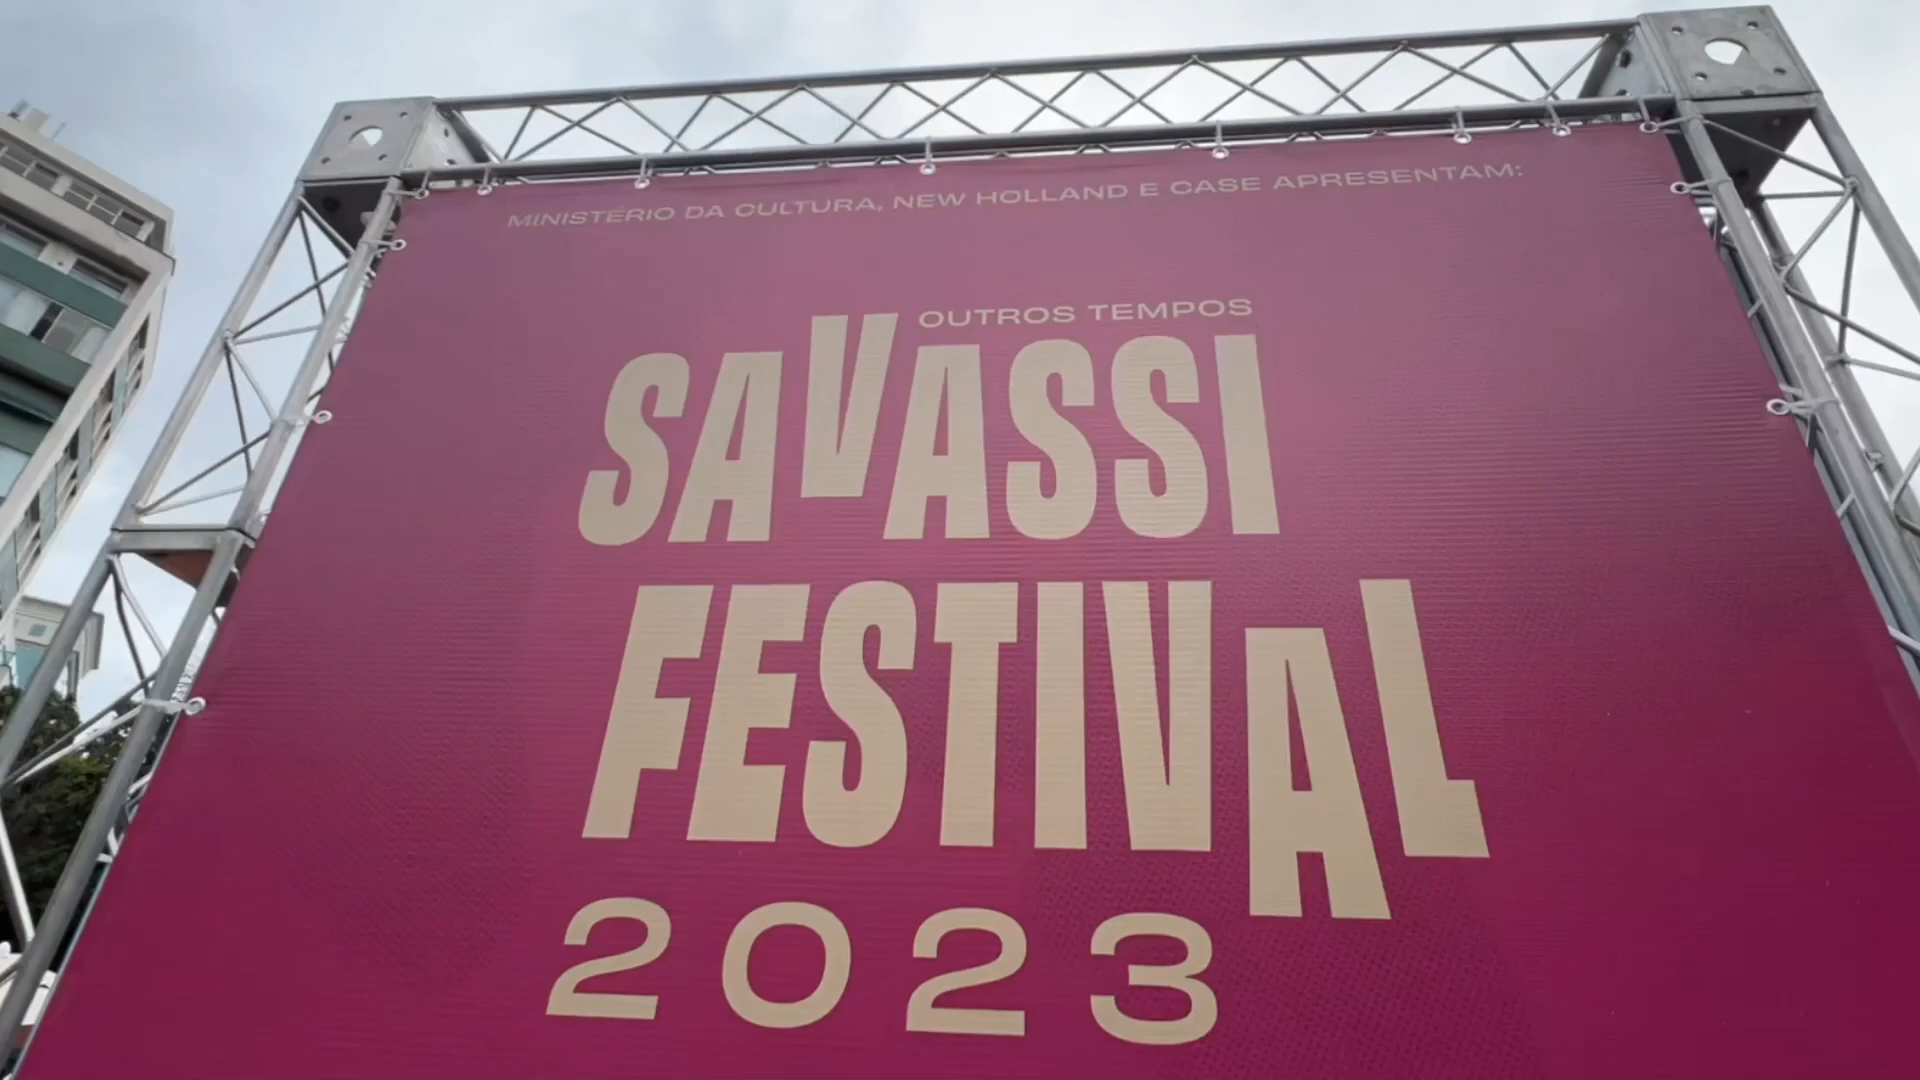 MINISTERIO DA CULTURA, NEW HOLLAND E CASE APRESENTAM:
OUTROS TEMPOS
SAVASSI
FESTIVAL
2023